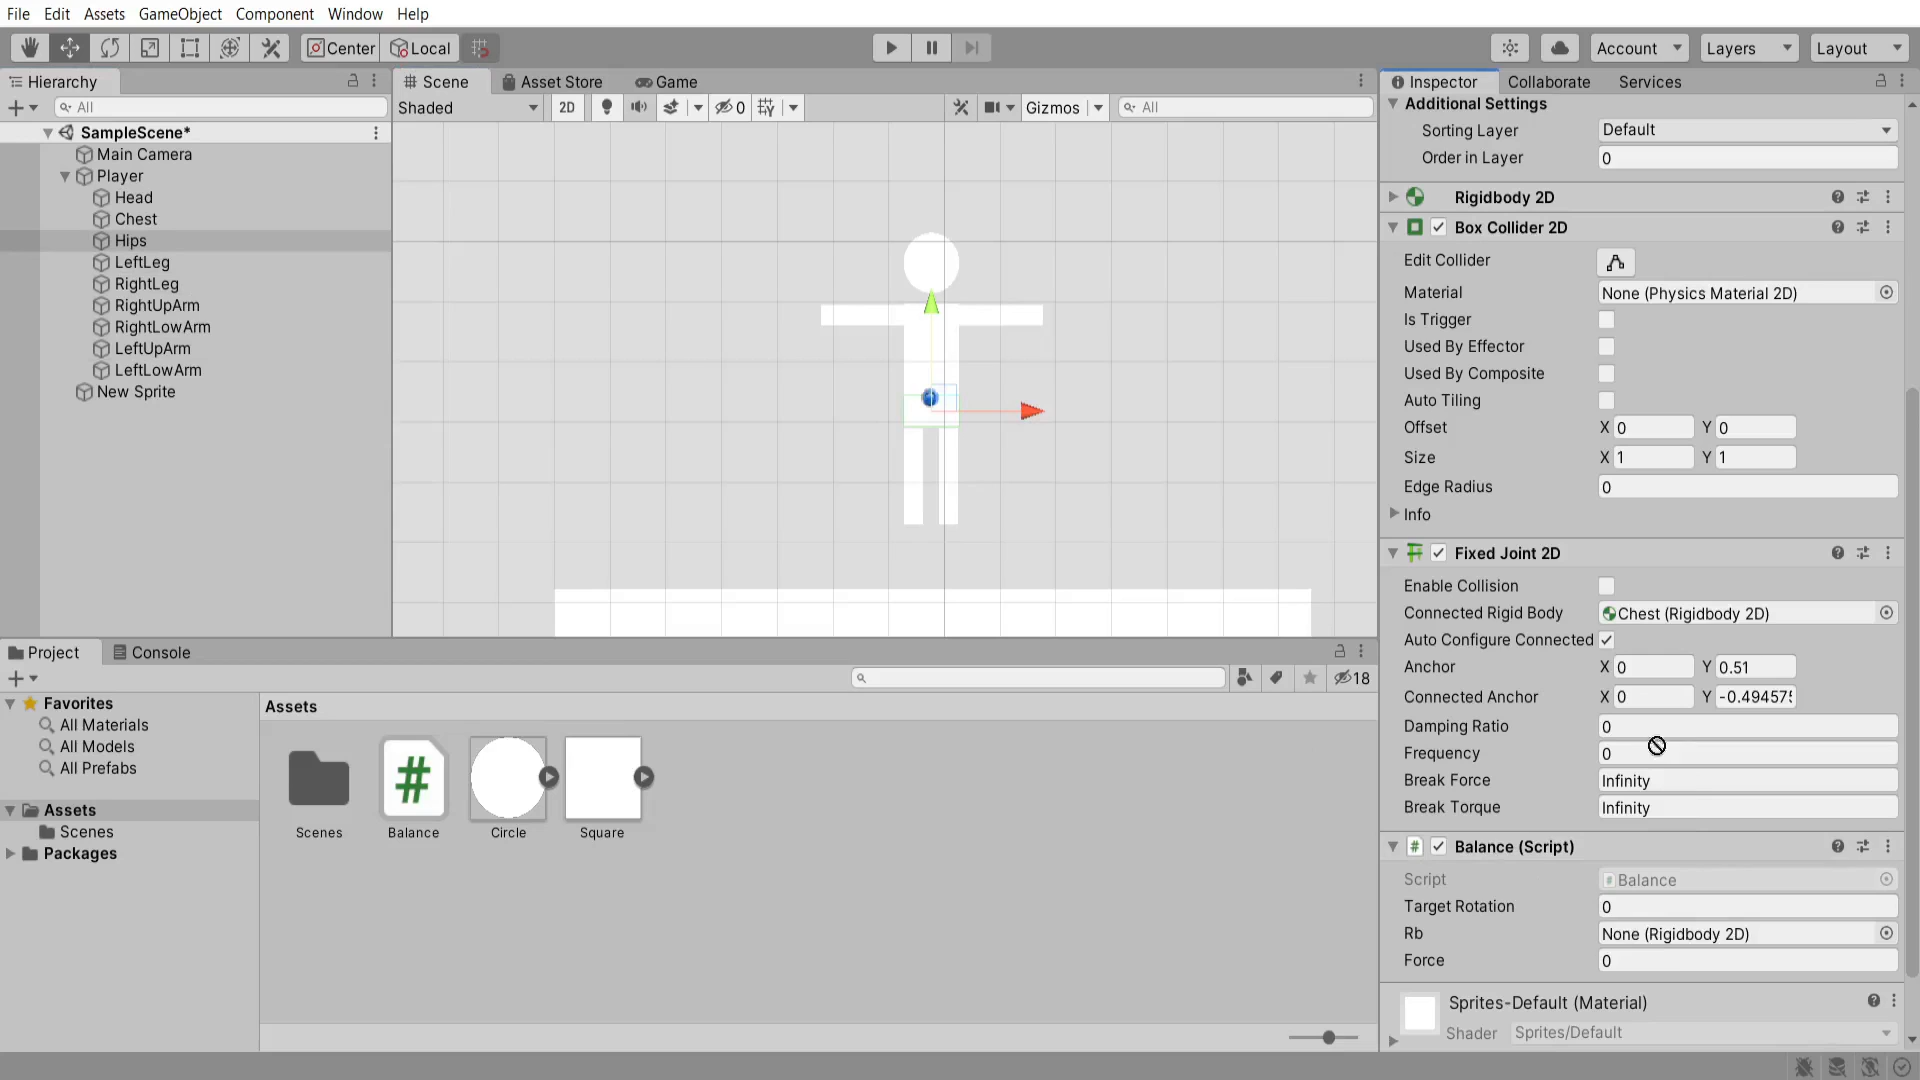 File Edit Assets GameObject Component Window Help
Center Local Account Layers Layout
Hierarchy
All
SampleScene*
Main Camera
Player
Head
Chest
Hips
LeftLeg
RightLeg
RightUpArm
RightLowArm
LeftUpArm
LeftLowArm
New Sprite
Scene Asset Store Game
Shaded 2D 0 Gizmos All
Project Console
18
Favorites
All Materials
All Models
All Prefabs
Assets
Scenes
Packages
Assets
Scenes Balance Circle Square
Inspector Collaborate Services
Additional Settings
Sorting Layer Default
Order in Layer 0
Rigidbody 2D
Box Collider 2D
Edit Collider
Material None (Physics Material 2D)
Is Trigger
Used By Effector
Used By Composite
Auto Tiling
Offset X 0 Y 0
Size X 1 Y 1
Edge Radius 0
Info
Fixed Joint 2D
Enable Collision
Connected Rigid Body Chest (Rigidbody 2D)
Auto Configure Connected
Anchor X 0 Y 0.51
Connected Anchor X 0 Y -0.494575
Damping Ratio 0
Frequency 0
Break Force Infinity
Break Torque Infinity
# Balance (Script)
Script Balance
Target Rotation 0
Rb None (Rigidbody 2D)
Force 0
Sprites-Default (Material)
Shader Sprites/Default